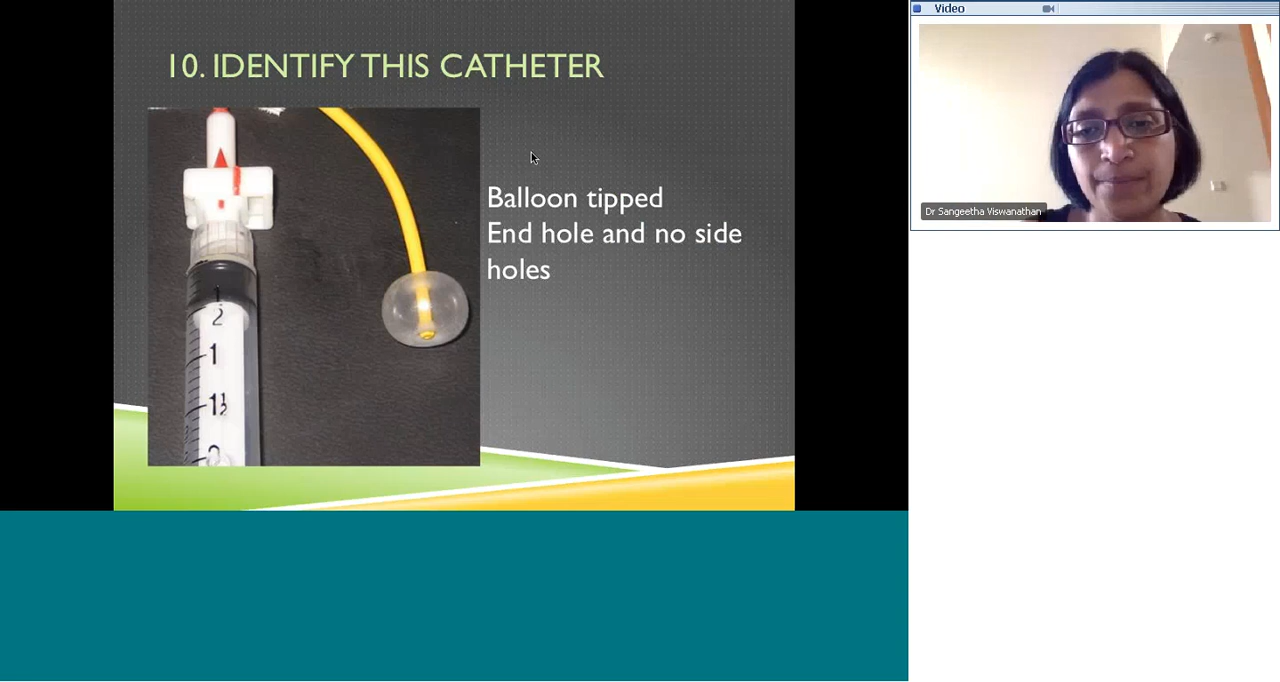 10. IDENTIFY THIS CATHETER
Balloon tipped
End hole and no side
holes
1
2
1
1½
Video
Dr Sangeetha Viswanathan